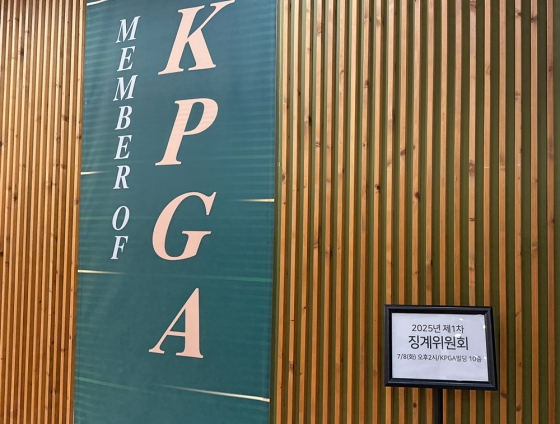 MEMBER OF
KPGA
2025년 제1차
징계위원회
7/8(화) 오후2시/KPGA빌딩 10층